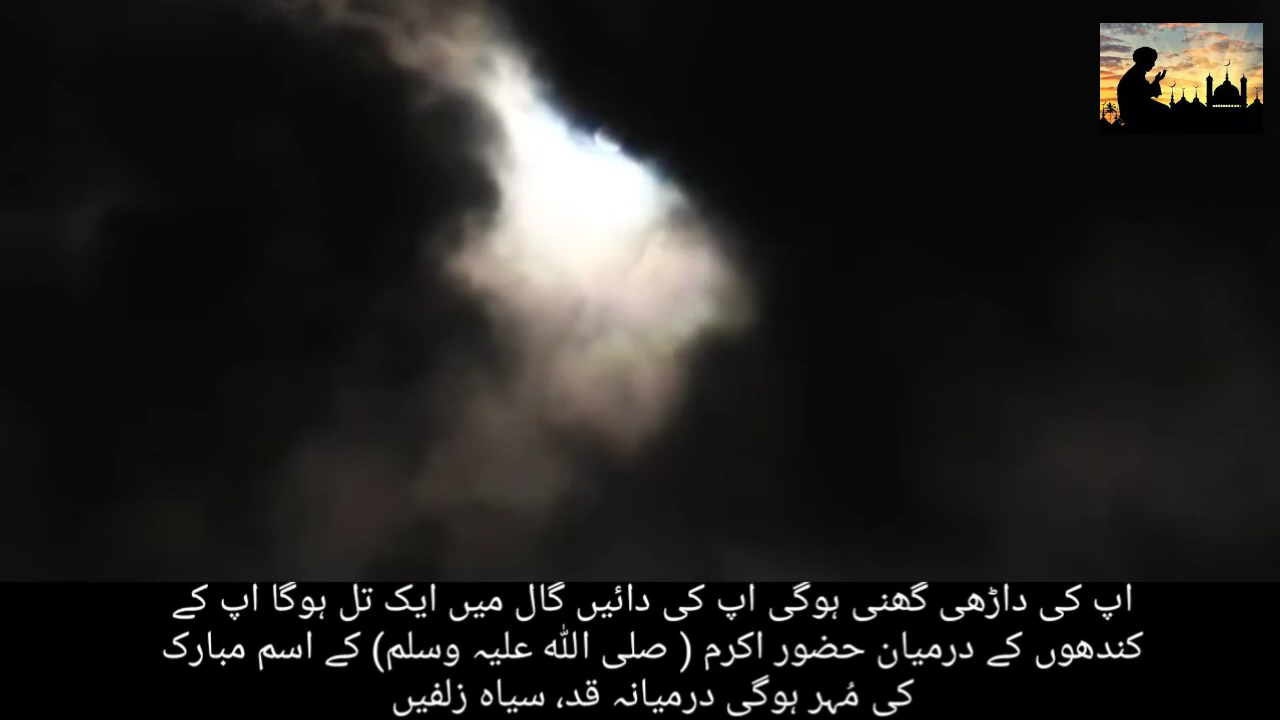 اپ کی داڑھی گھنی ہوگی اپ کی دائیں گال میں ایک تل ہوگا اپ کے
کندھوں کے درمیان حضور اکرم ( صلی اللہ علیہ وسلم) کے اسم مبارک
کی مُہر ہوگی درمیانہ قد، سیاہ زلفیں